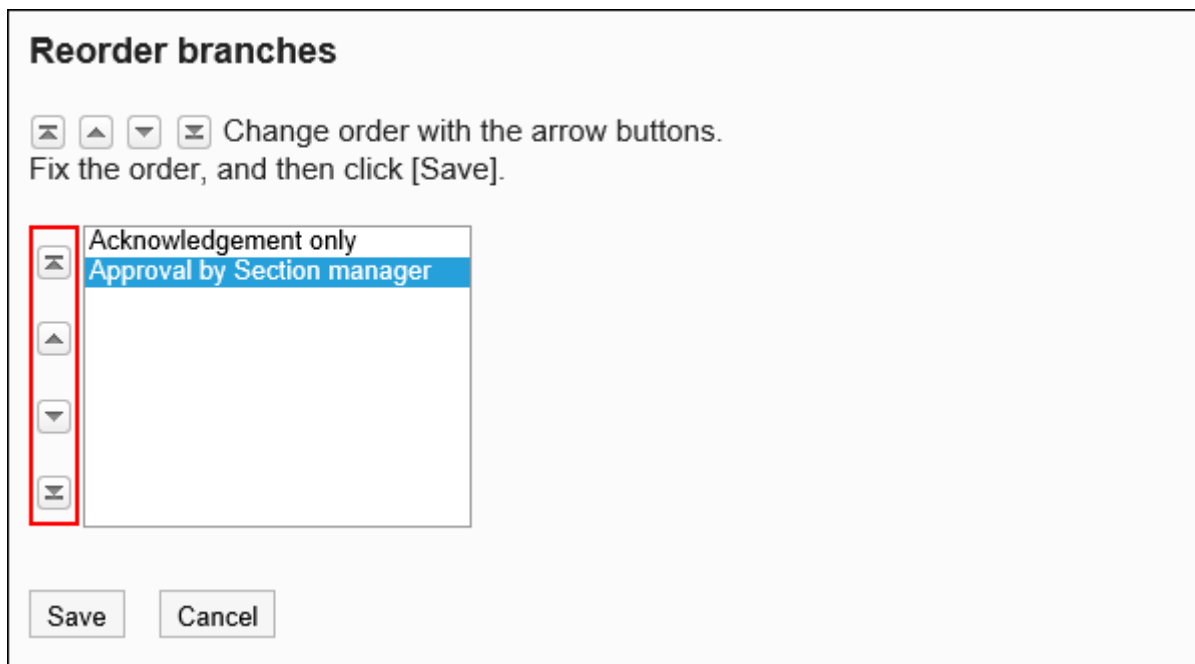 Reorder branches
Change order with the arrow buttons.
Fix the order, and then click [Save].
Acknowledgement only
Approval by Section manager
Save Cancel